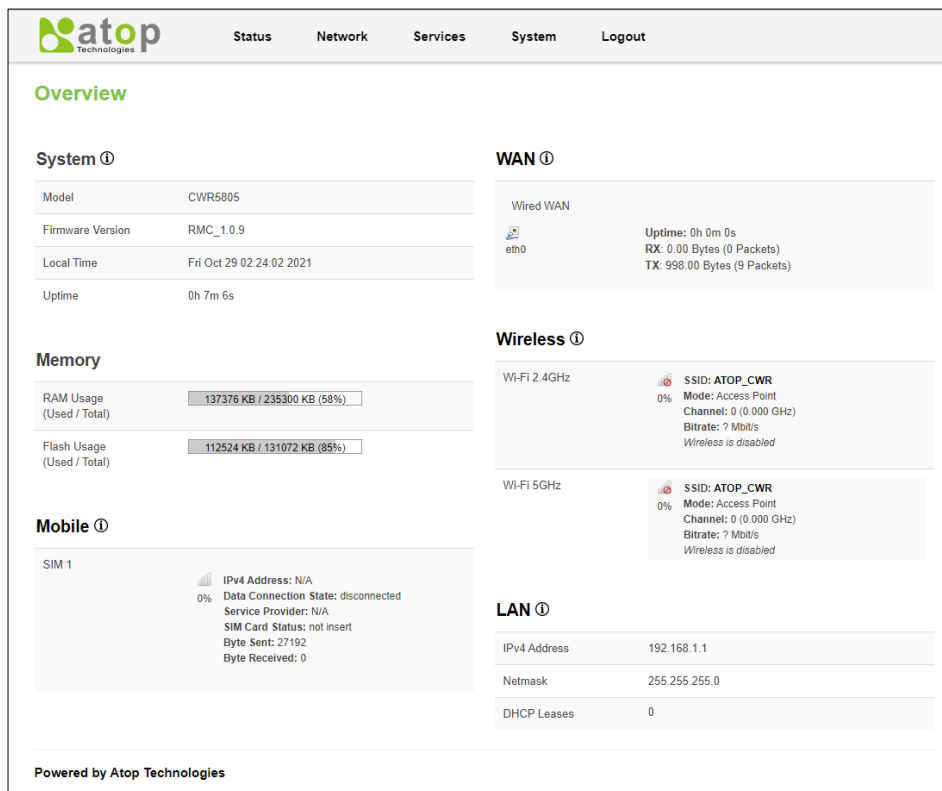 atop
Technologies
Status Network Services System Logout
Overview
System
Model CWR5805
Firmware Version RMC_1.0.9
Local Time Fri Oct 29 02:24:02 2021
Uptime 0h 7m 6s
Memory
RAM Usage
(Used / Total)
137376 KB / 235300 KB (58%)
Flash Usage
(Used / Total)
112524 KB / 131072 KB (85%)
Mobile
SIM 1
0%
IPv4 Address: N/A
Data Connection State: disconnected
Service Provider: N/A
SIM Card Status: not insert
Byte Sent: 27192
Byte Received: 0
WAN
Wired WAN
eth0
Uptime: 0h 0m 0s
RX: 0.00 Bytes (0 Packets)
TX: 998.00 Bytes (9 Packets)
Wireless
Wi-Fi 2.4GHz
0%
SSID: ATOP_CWR
Mode: Access Point
Channel: 0 (0.000 GHz)
Bitrate: ? Mbit/s
Wireless is disabled
Wi-Fi 5GHz
0%
SSID: ATOP_CWR
Mode: Access Point
Channel: 0 (0.000 GHz)
Bitrate: ? Mbit/s
Wireless is disabled
LAN
IPv4 Address 192.168.1.1
Netmask 255.255.255.0
DHCP Leases 0
Powered by Atop Technologies